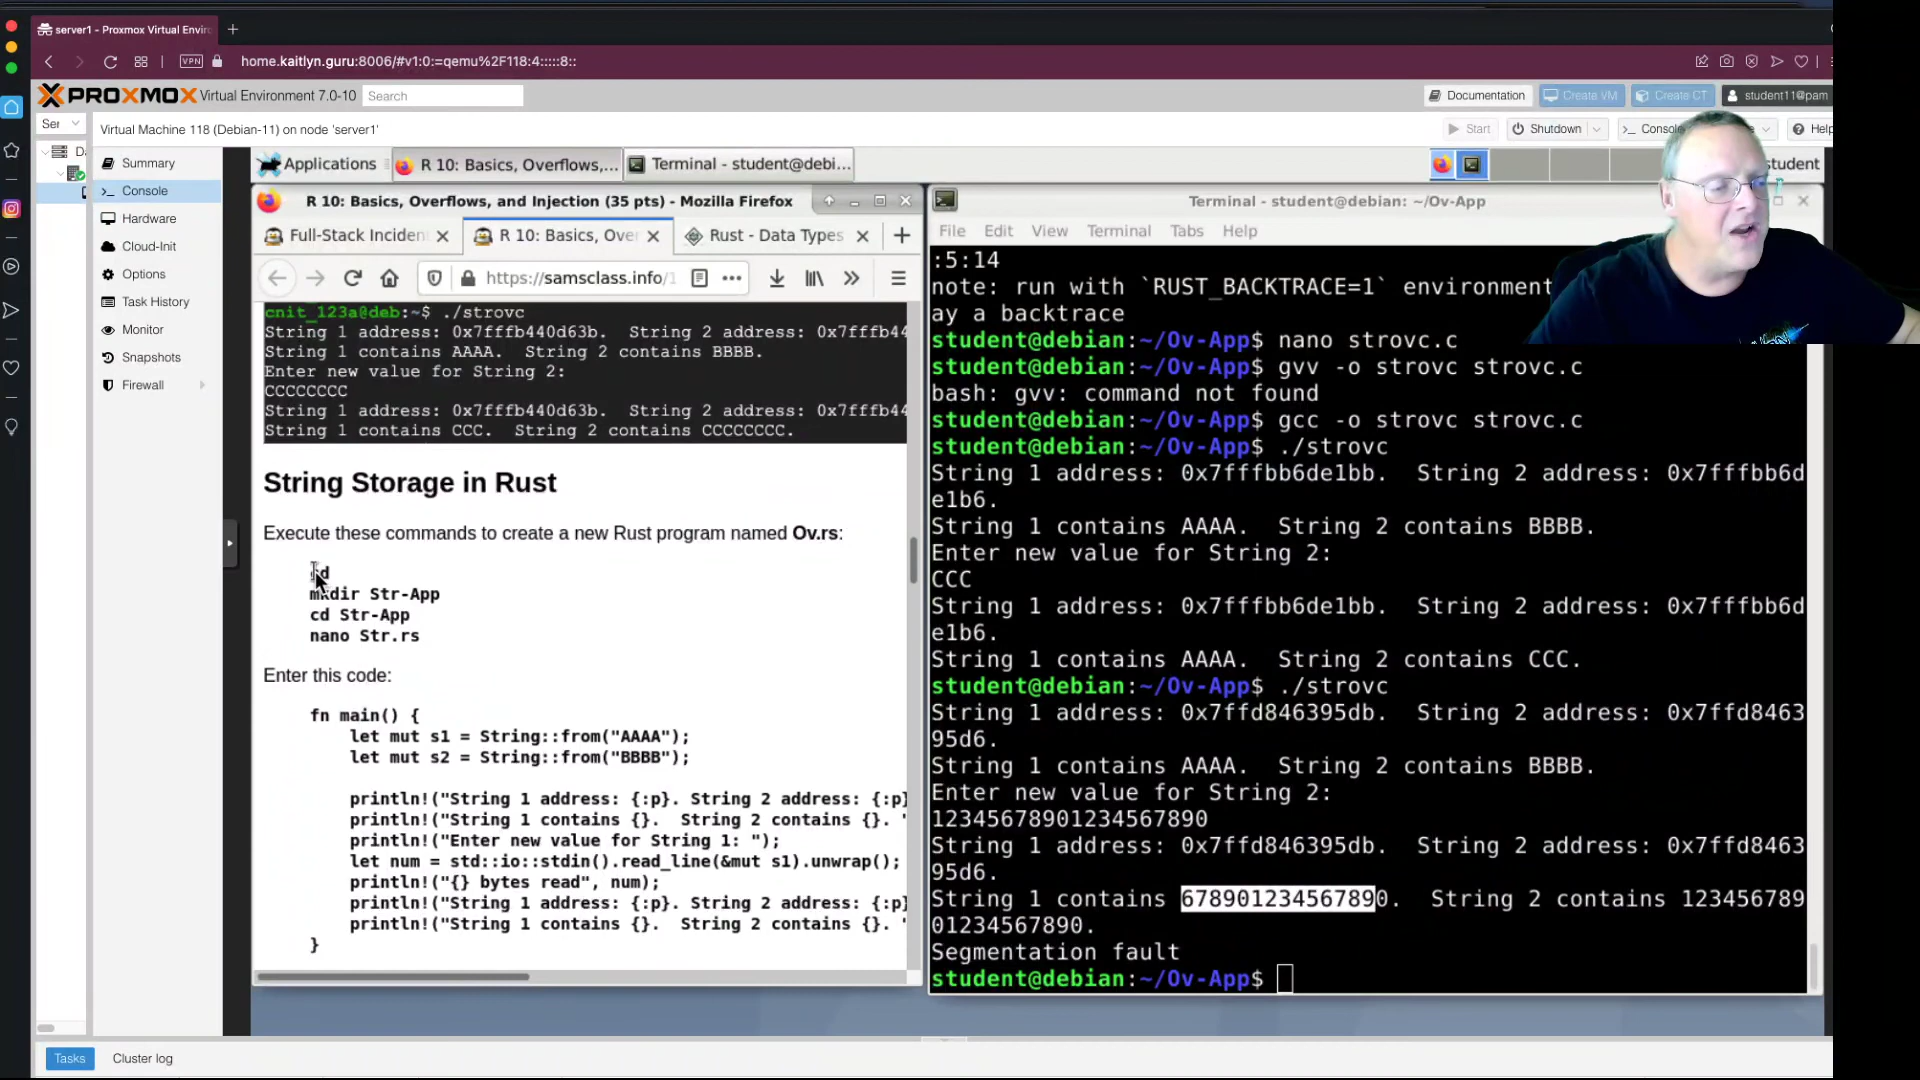 server1 - Proxmox Virtual Envir
VPN
home.kaitlyn.guru:8006/#v1:0:=qemu%2F118:4:::::8::
PROXMOX Virtual Environment 7.0-10
Search
Documentation
Create VM
Create CT
student11@pam
Ser
Virtual Machine 118 (Debian-11) on node 'server1'
Start
Shutdown
Consol
Help
Summary
Console
Hardware
Cloud-Init
Options
Task History
Monitor
Snapshots
Firewall
Applications
R 10: Basics, Overflows,...
Terminal - student@debi...
student
R 10: Basics, Overflows, and Injection (35 pts) - Mozilla Firefox
Full-Stack Inciden
R 10: Basics, Over
Rust - Data Types
https://samsclass.info/1
cnit_123a@deb:~$ ./strovc
String 1 address: 0x7fffb440d63b.  String 2 address: 0x7fffb44
String 1 contains AAAA.  String 2 contains BBBB.
Enter new value for String 2:
CCCCCCCC
String 1 address: 0x7fffb440d63b.  String 2 address: 0x7fffb44
String 1 contains CCC.  String 2 contains CCCCCCCC.
String Storage in Rust
Execute these commands to create a new Rust program named Ov.rs:
cd
mkdir Str-App
cd Str-App
nano Str.rs
Enter this code:
fn main() {
let mut s1 = String::from("AAAA");
let mut s2 = String::from("BBBB");
println!("String 1 address: {:p}. String 2 address: {:p}
println!("String 1 contains {}.  String 2 contains {}. "
println!("Enter new value for String 1: ");
let num = std::io::stdin().read_line(&mut s1).unwrap();
println!("{} bytes read", num);
println!("String 1 address: {:p}. String 2 address: {:p}
println!("String 1 contains {}.  String 2 contains {}. "
}
Terminal - student@debian: ~/Ov-App
File Edit View Terminal Tabs Help
:5:14
note: run with `RUST_BACKTRACE=1` environment
ay a backtrace
student@debian:~/Ov-App$ nano strovc.c
student@debian:~/Ov-App$ gvv -o strovc strovc.c
bash: gvv: command not found
student@debian:~/Ov-App$ gcc -o strovc strovc.c
student@debian:~/Ov-App$ ./strovc
String 1 address: 0x7fffbb6de1bb.  String 2 address: 0x7fffbb6d
e1b6.
String 1 contains AAAA.  String 2 contains BBBB.
Enter new value for String 2:
CCC
String 1 address: 0x7fffbb6de1bb.  String 2 address: 0x7fffbb6d
e1b6.
String 1 contains AAAA.  String 2 contains CCC.
student@debian:~/Ov-App$ ./strovc
String 1 address: 0x7ffd846395db.  String 2 address: 0x7ffd8463
95d6.
String 1 contains AAAA.  String 2 contains BBBB.
Enter new value for String 2:
12345678901234567890
String 1 address: 0x7ffd846395db.  String 2 address: 0x7ffd8463
95d6.
String 1 contains 678901234567890.  String 2 contains 123456789
01234567890.
Segmentation fault
student@debian:~/Ov-App$
Tasks
Cluster log